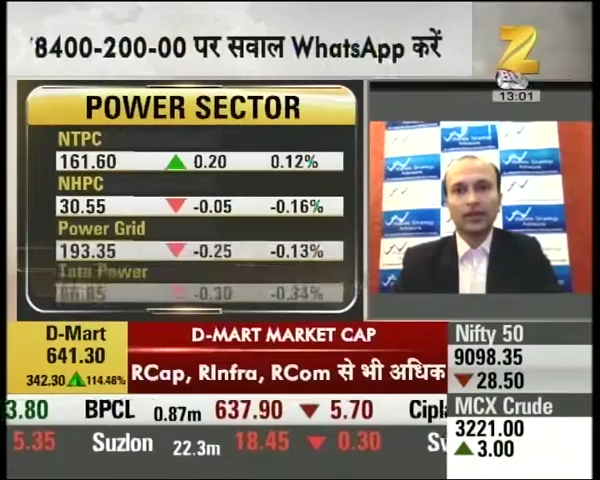 8400-200-00 पर सवाल WhatsApp करें
Z
13:01
POWER SECTOR
NTPC
161.60 0.20 0.12%
NHPC
30.55 -0.05 -0.16%
Power Grid
193.35 -0.25 -0.13%
Tata Power
-0.30 -0.34%
D-Mart
641.30
342.30 114.48%
D-MART MARKET CAP
RCap, RInfra, RCom से भी अधिक
Nifty 50
9098.35
28.50
MCX Crude
3221.00
3.00
3.80 BPCL 0.87m 637.90 5.70 Cipl
5.35 Suzlon 22.3m 18.45 0.30